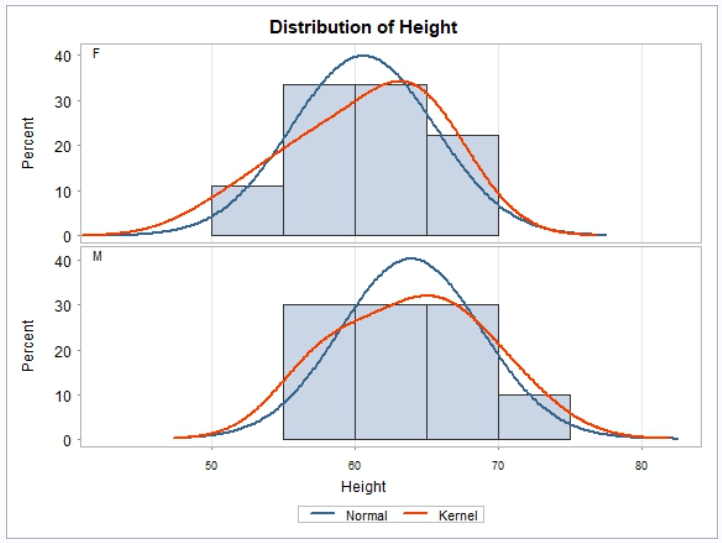 Distribution of Height
F
40
30
20
10
0
Percent
M
40
30
20
10
0
Percent
50 60 70 80
Height
Normal Kernel